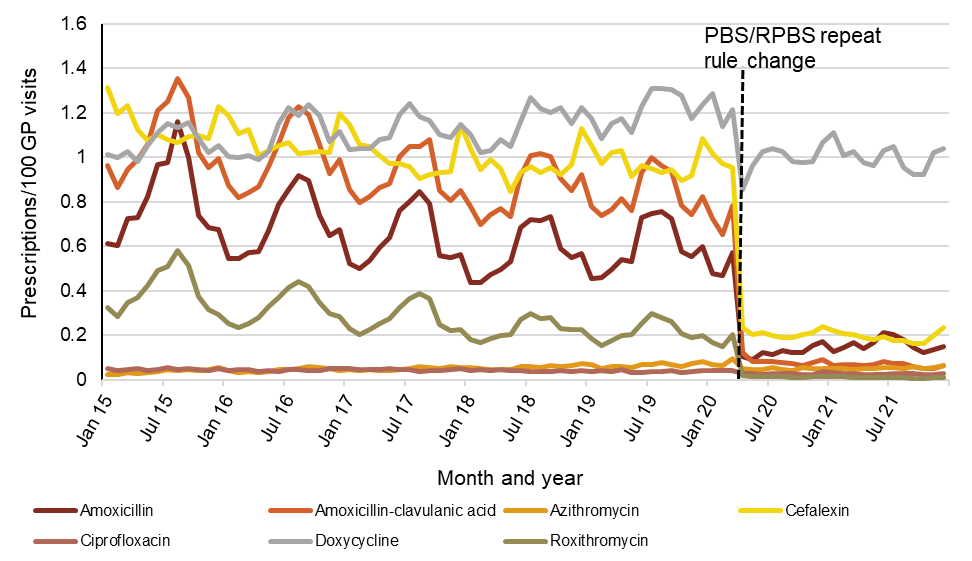 1.6
1.4
1.2
1
0.8
0.6
0.4
0.2
0
Prescriptions/100 GP visits
PBS/RPBS repeat
rule change
Jan 15
Jul 15
Jan 16
Jul 16
Jan 17
Jul 17
Jan 18
Jul 18
Jan 19
Jul 19
Jan 20
Jul 20
Jan 21
Jul 21
Month and year
Amoxicillin
Amoxicillin-clavulanic acid
Azithromycin
Cefalexin
Ciprofloxacin
Doxycycline
Roxithromycin